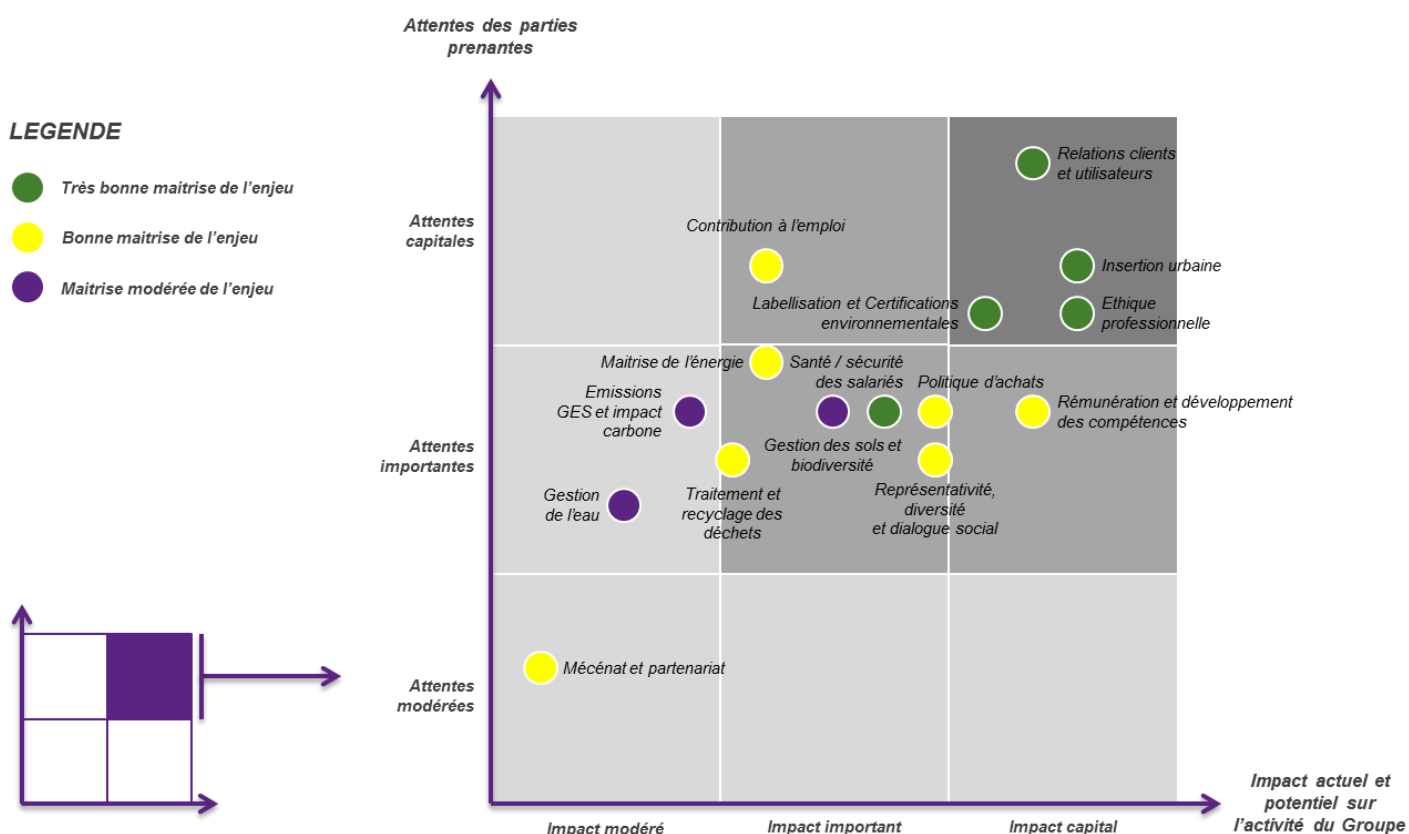 Attentes des parties
prenantes
LEGENDE
Très bonne maitrise de l'enjeu
Bonne maitrise de l'enjeu
Maitrise modérée de l'enjeu
Attentes
capitales
Relations clients
et utilisateurs
Contribution à l'emploi
Insertion urbaine
Labellisation et Certifications
environnementales
Ethique
professionnelle
Maitrise de l'énergie
Santé / sécurité
des salariés
Politique d'achats
Emissions
GES et impact
carbone
Rémunération et développement
des compétences
Attentes
importantes
Gestion des sols et
biodiversité
Gestion
de l'eau
Traitement et
recyclage des
déchets
Représentativité,
diversité
et dialogue social
Attentes
modérées
Mécénat et partenariat
Impact modéré
Impact important
Impact capital
Impact actuel et
potentiel sur
l'activité du Groupe